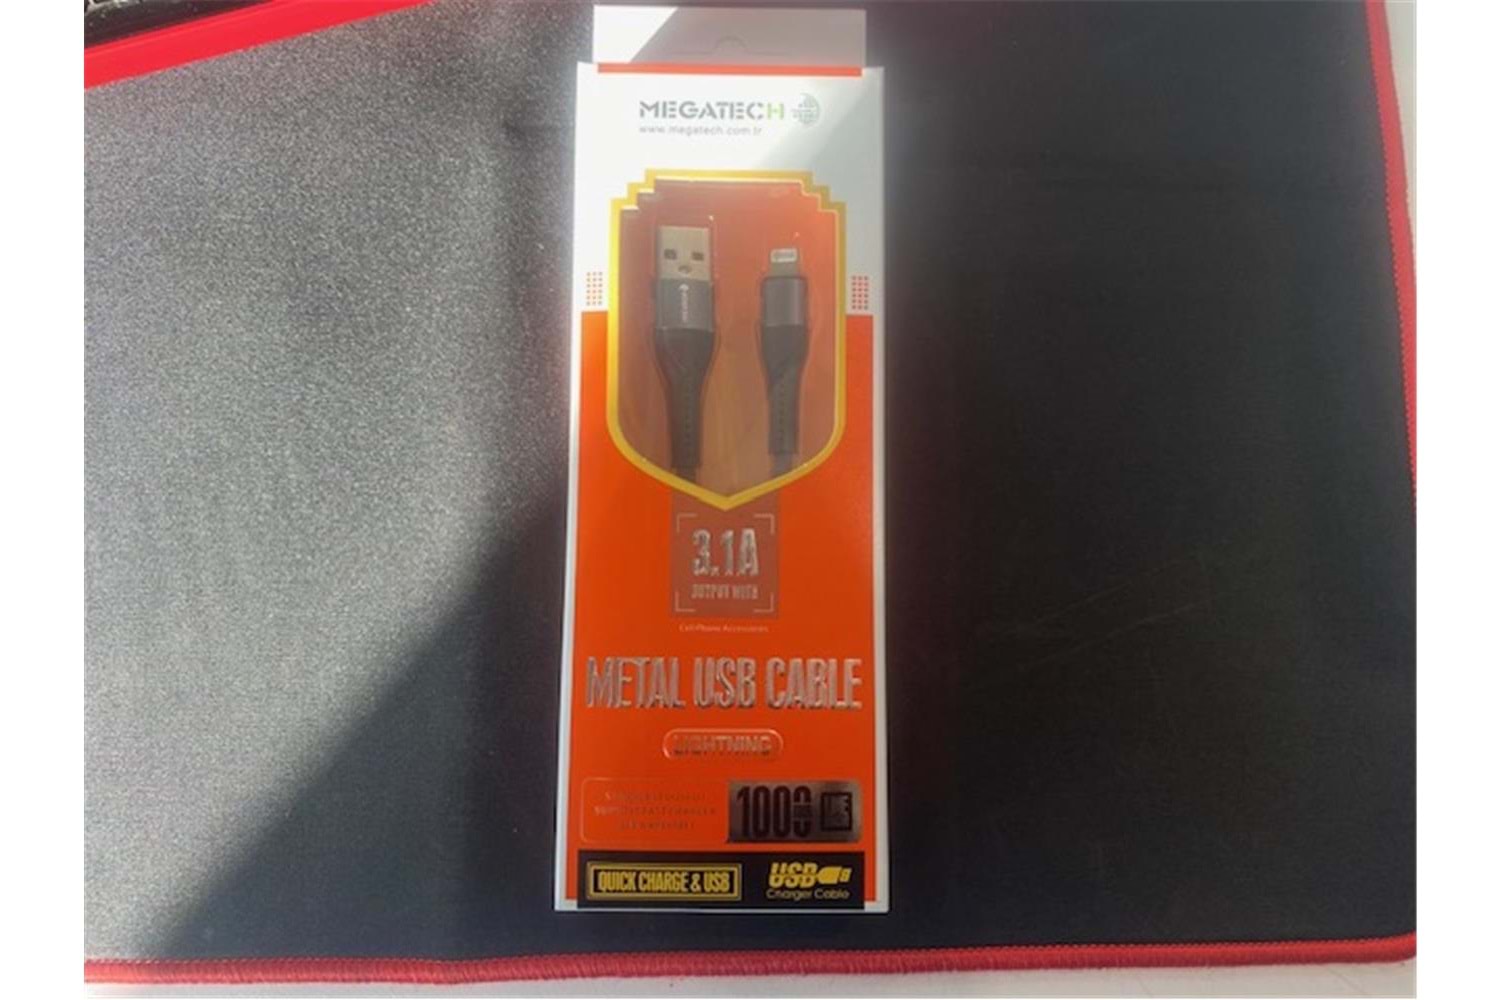 MEGATECH
www.megatech.com.tr
3.1A
OUTPUT WITH
Cell Phone Accessories
METAL USB CABLE
LIGHTNING
1000
QUICK CHARGE & USB
USB
Charger Cable